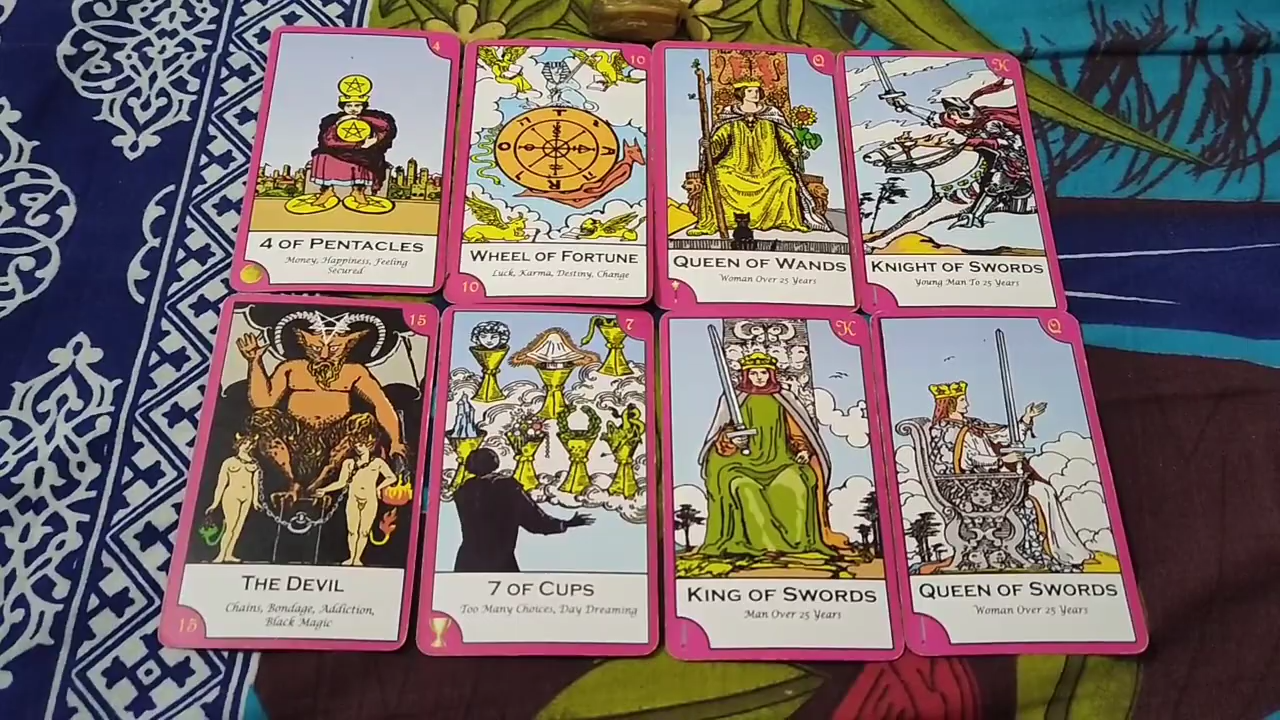 4
4 OF PENTACLES
Money, Happiness, Feeling
Secured
10
WHEEL OF FORTUNE
Luck, Karma, Destiny, Change
10
Q
QUEEN OF WANDS
Woman Over 25 Years
K
KNIGHT OF SWORDS
Young Man To 25 Years
15
THE DEVIL
Chains, Bondage, Addiction,
Black Magic
15
7
7 OF CUPS
Too Many Choices, Day Dreaming
K
KING OF SWORDS
Man Over 25 Years
Q
QUEEN OF SWORDS
Woman Over 25 Years